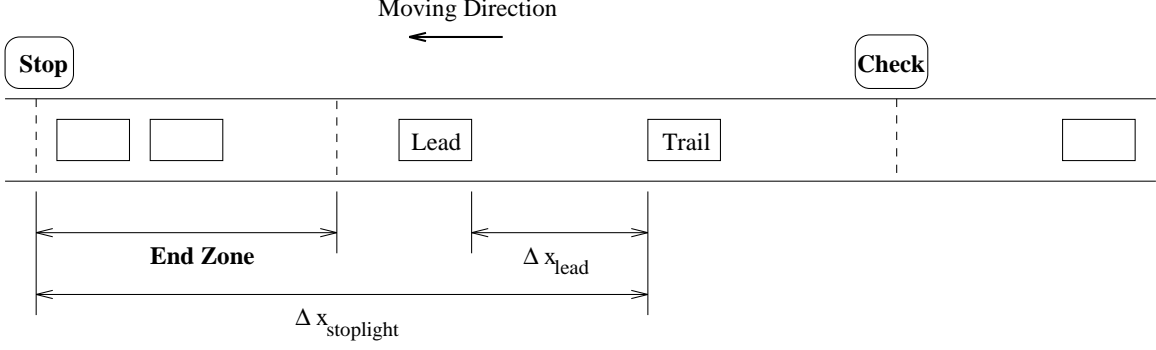 Moving Direction
Stop
Check
Lead
Trail
End Zone
Δ x_lead
Δ x_stoplight